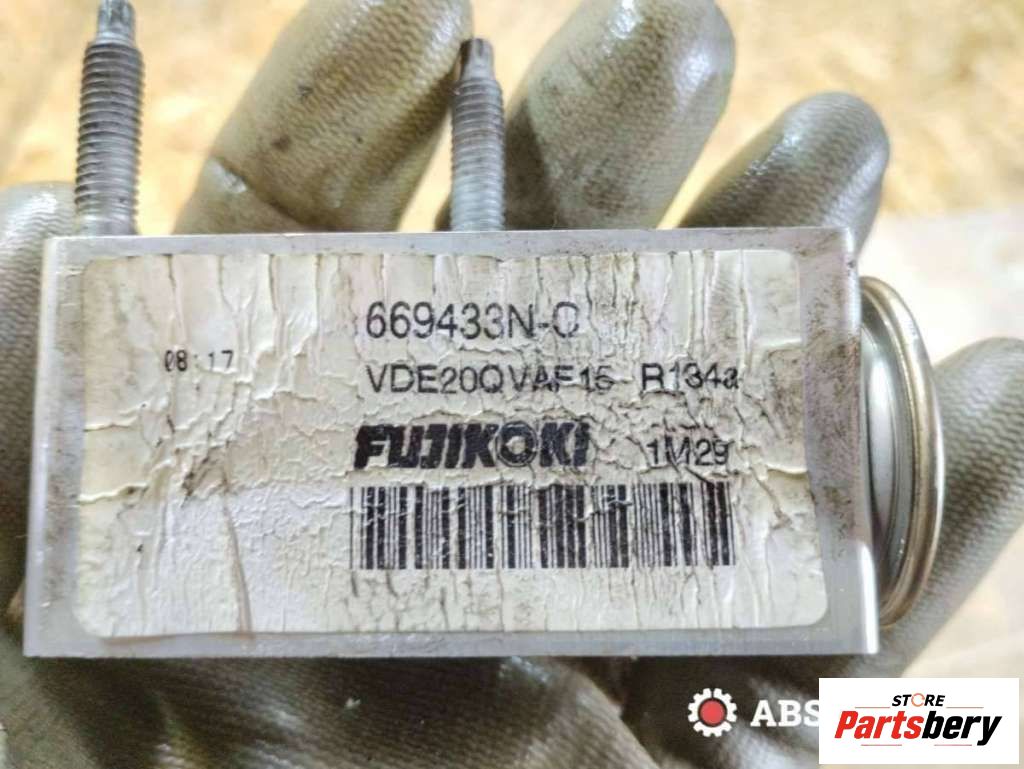 669433N-C
08:17
VDE20QVAF15 R134a
FUJIKOKI 1M29
ABS
STORE
Partsbery